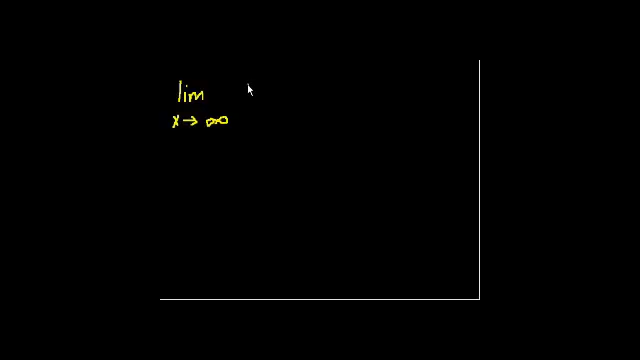 lim
x → ∞